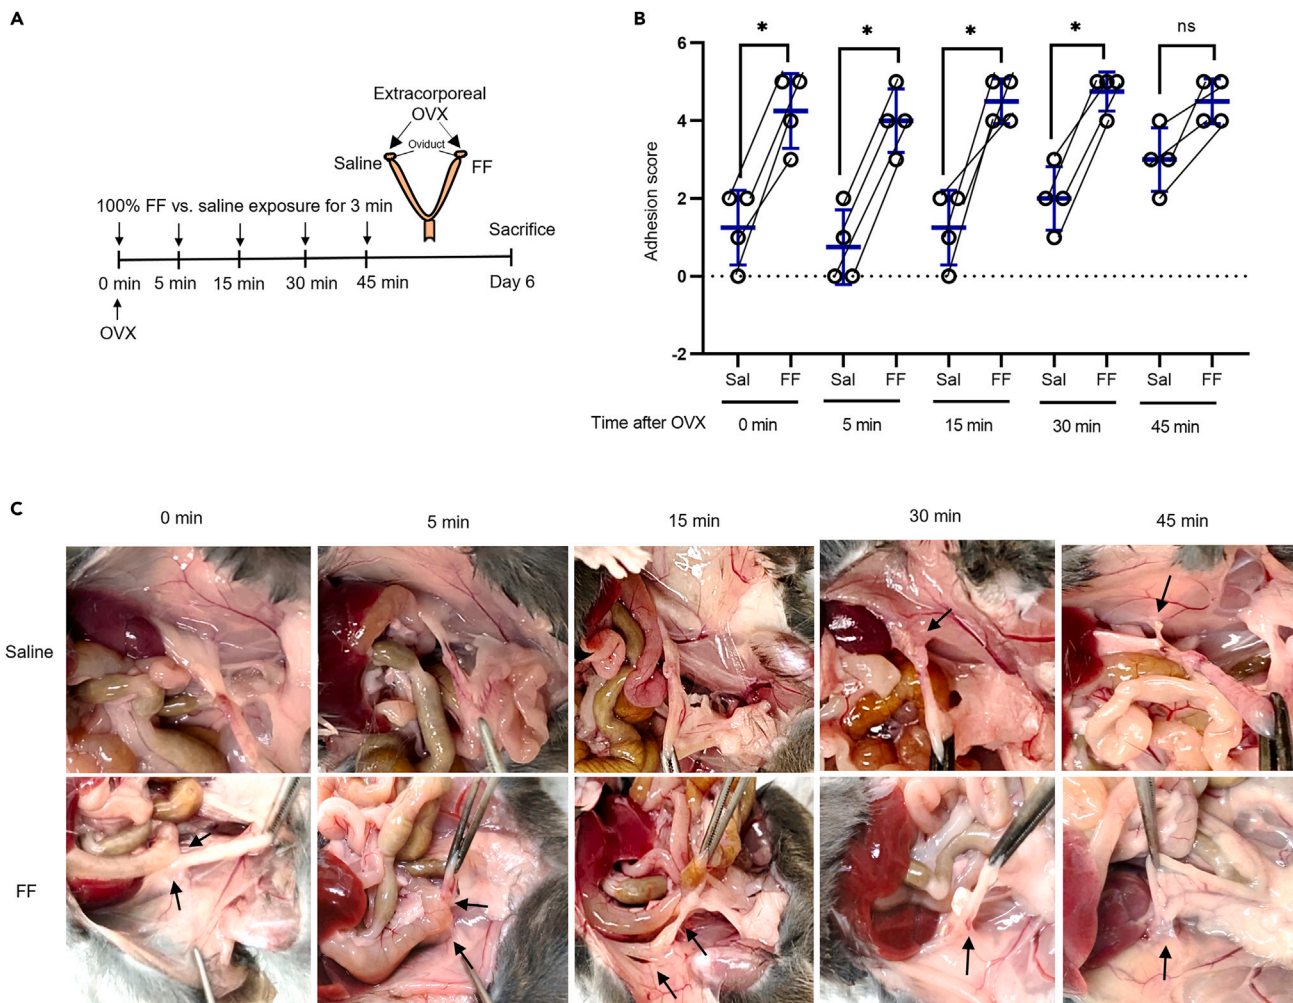 A
Extracorporeal
OVX
Oviduct
Saline
FF
100% FF vs. saline exposure for 3 min
Sacrifice
0 min 5 min 15 min 30 min 45 min Day 6
OVX
B
* * * * ns
Adhesion score
6
4
2
0
-2
Sal FF Sal FF Sal FF Sal FF Sal FF
Time after OVX 0 min 5 min 15 min 30 min 45 min
C
0 min 5 min 15 min 30 min 45 min
Saline
FF